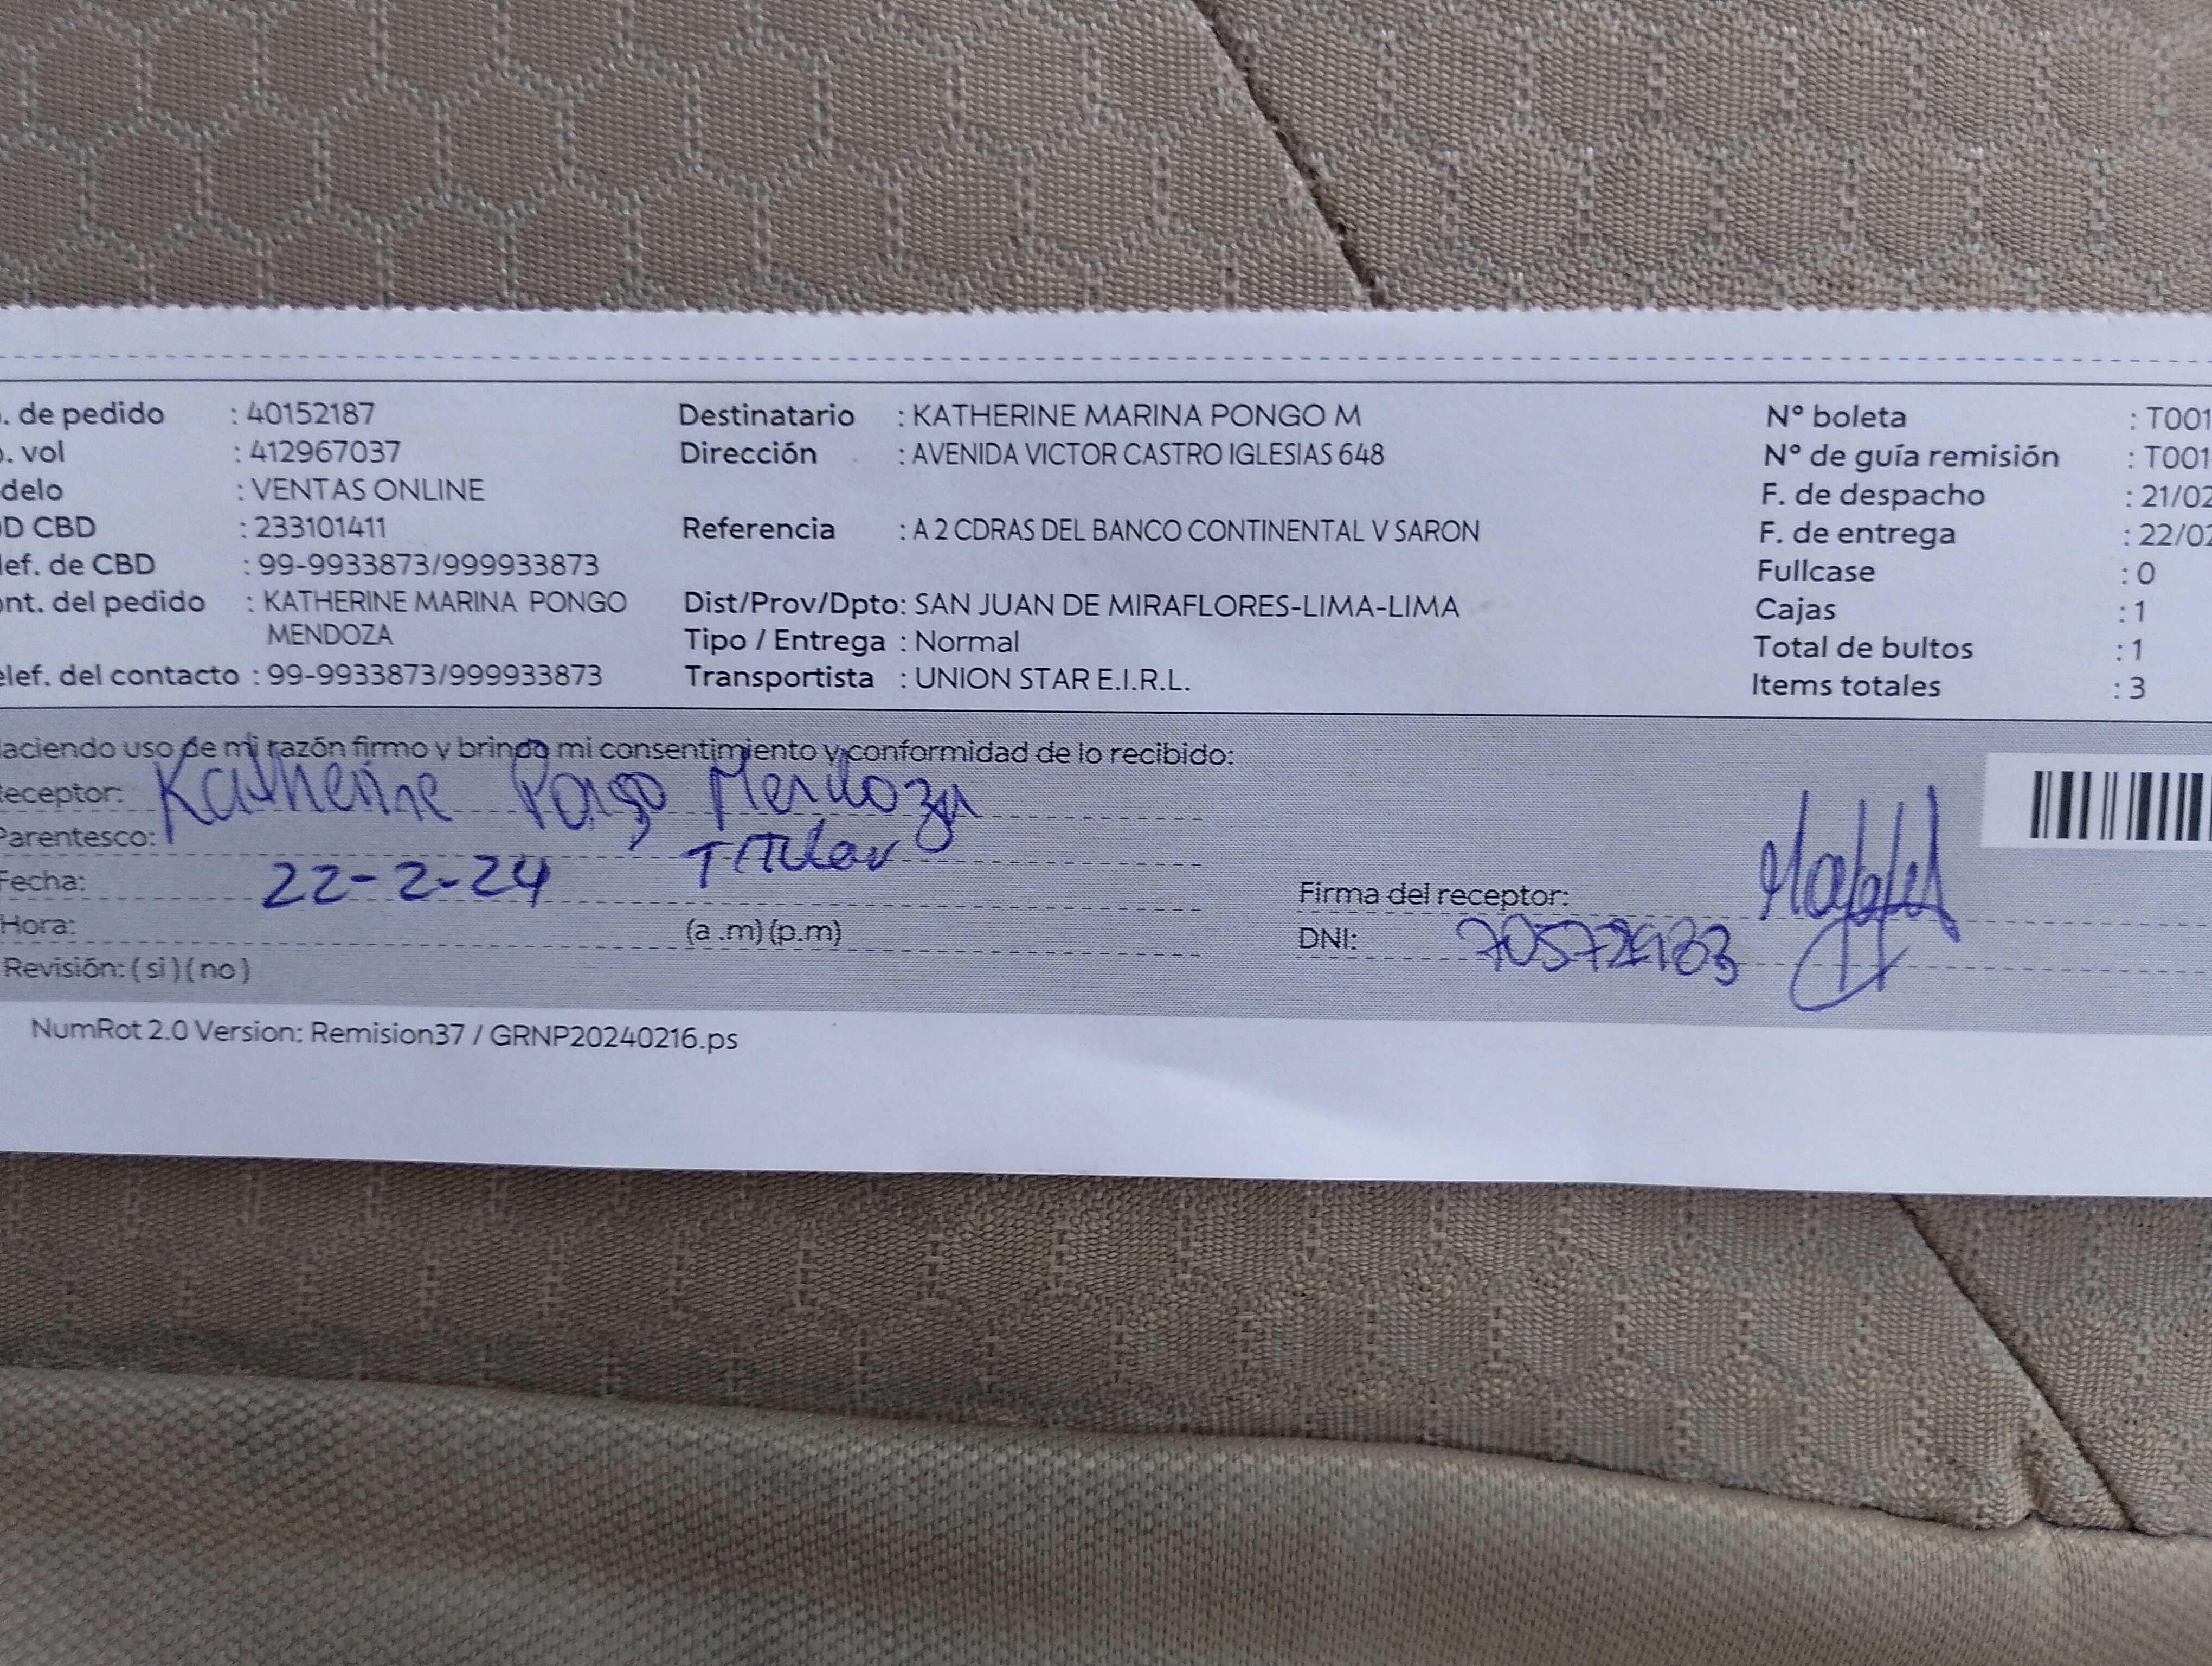 . de pedido : 40152187
. vol : 412967037
delo : VENTAS ONLINE
D CBD : 233101411
lef. de CBD : 99-9933873/999933873
ont. del pedido : KATHERINE MARINA PONGO
MENDOZA
elef. del contacto : 99-9933873/999933873
Destinatario : KATHERINE MARINA PONGO M
Dirección : AVENIDA VICTOR CASTRO IGLESIAS 648
Referencia : A 2 CDRAS DEL BANCO CONTINENTAL V SARON
Dist/Prov/Dpto: SAN JUAN DE MIRAFLORES-LIMA-LIMA
Tipo / Entrega : Normal
Transportista : UNION STAR E.I.R.L.
N° boleta : T001
N° de guía remisión : T001
F. de despacho : 21/02
F. de entrega : 22/02
Fullcase : 0
Cajas : 1
Total de bultos : 1
Items totales : 3
aciendo uso de mi razón firmo y brindo mi consentimiento y conformidad de lo recibido:
eceptor: Katherine Pongo Mendoza
Parentesco: Titular
Fecha: 22-2-24
Hora: (a .m) (p.m)
Revisión: ( si ) ( no )
Firma del receptor:
DNI:
NumRot 2.0 Version: Remision37 / GRNP20240216.ps